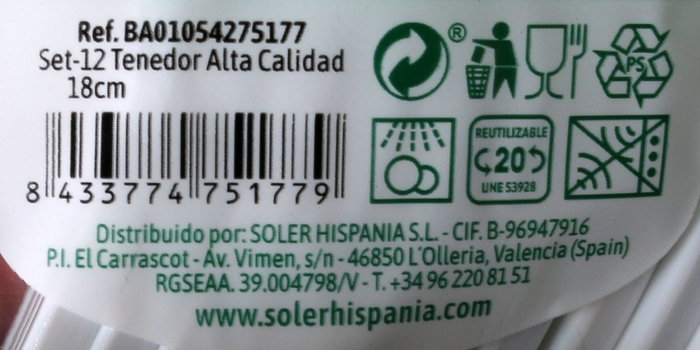 Ref. BA01054275177
Set-12 Tenedor Alta Calidad
18cm
®
PS
8 433774 751779
REUTILIZABLE
20
UNE 53928
Distribuido por: SOLER HISPANIA S.L. - CIF. B-96947916
P.I. El Carrascot - Av. Vimen, s/n - 46850 L'Olleria, Valencia (Spain)
RGSEAA. 39.004798/V - T. +34 96 220 81 51
www.solerhispania.com